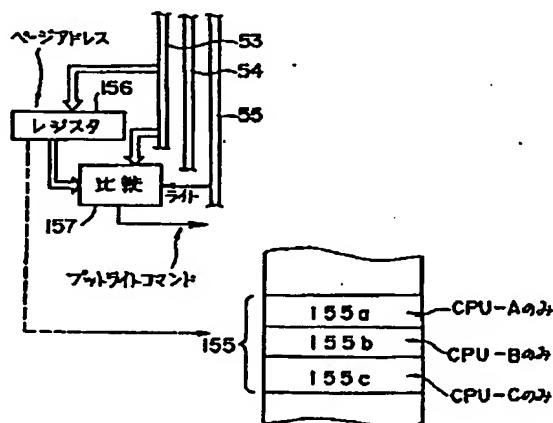 ページアドレス
53
54
55
156
レジスタ
比較
ライト
157
プットライトコマンド
155
155a
CPU-Aのみ
155b
CPU-Bのみ
155c
CPU-Cのみ